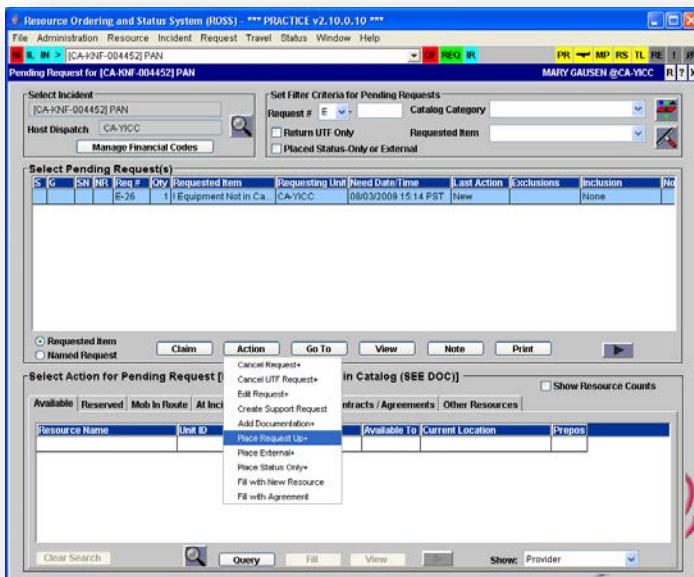 Resource Ordering and Status System (ROSS) - *** PRACTICE v2.10.0.10 ***
File Administration Resource Incident Request Travel Status Window Help
IN > [CA-KNF-004452] PAN REQ IR PR MP RS TL RE
Pending Request for [CA-KNF-004452] PAN MARY GAUSEN @CA-YICC R ? X
Select Incident Set Filter Criteria for Pending Requests
[CA-KNF-004452] PAN Request # E - Catalog Category
Host Dispatch CA-YICC Return UTF Only Requested Item
Manage Financial Codes Placed Status-Only or External
Select Pending Request(s)
S G SN NR Req # Qty Requested Item Requesting Unit Need Date/Time Last Action Exclusions Inclusion No
E-26 1 Equipment Not in Ca... CA-YICC 08/03/2009 15:14 PST New None
Requested Item
Named Request
Claim Action Go To View Note Print
Cancel Request+
Select Action for Pending Request [ in Catalog (SEE DOC)]
Cancel UTF Request+
Show Resource Counts
Edit Request+
Available Reserved Mob In Route At Inci ntracts / Agreements Other Resources
Create Support Request
Add Documentation+
Resource Name Unit ID Available To Current Location Prepos
Place Request Up+
Place External+
Place Status Only+
Fill with New Resource
Fill with Agreement
Clear Search Query Fill View Show: Provider